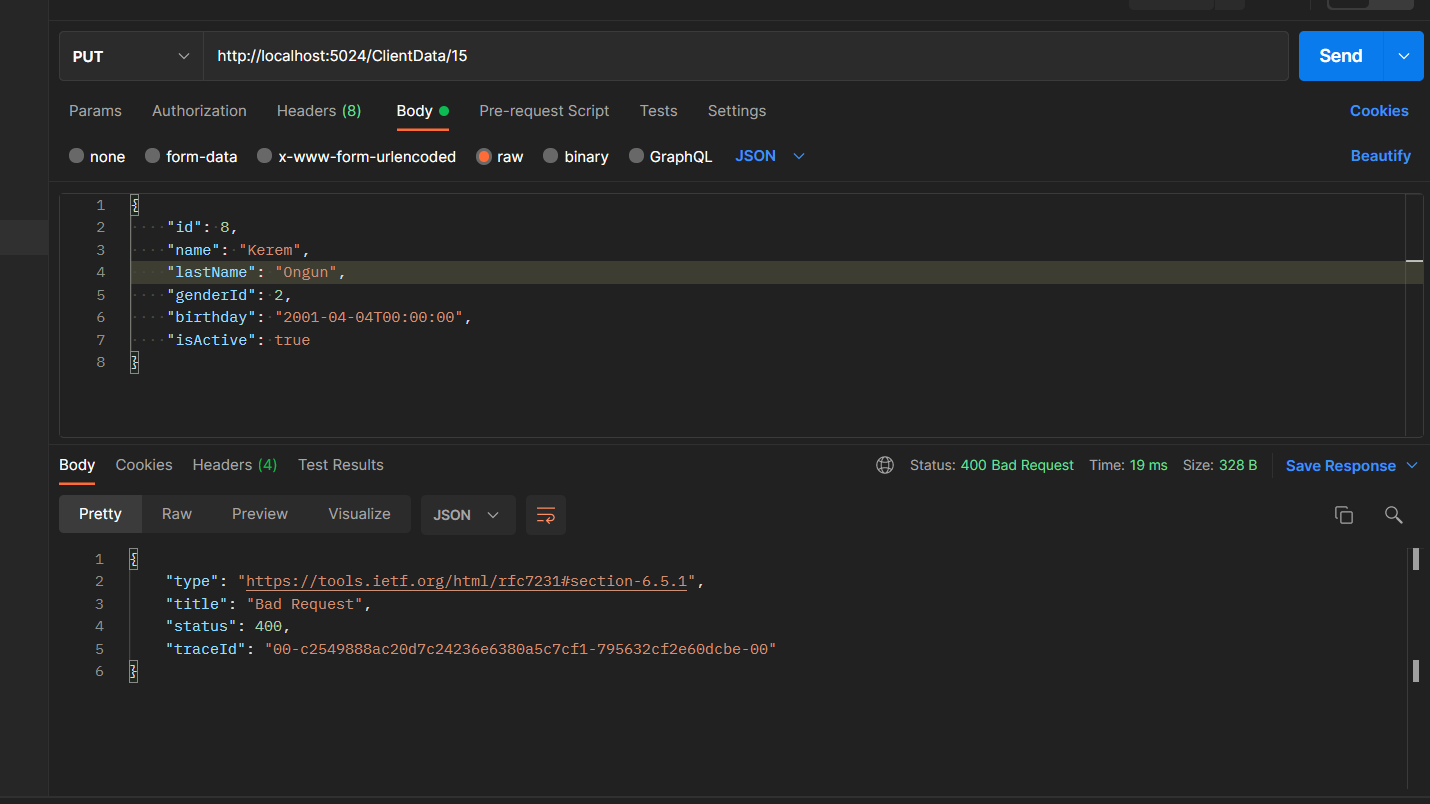 PUT http://localhost:5024/ClientData/15 Send
Params Authorization Headers (8) Body Pre-request Script Tests Settings Cookies
none form-data x-www-form-urlencoded raw binary GraphQL JSON Beautify
1 {
2 "id": 8,
3 "name": "Kerem",
4 "lastName": "Ongun",
5 "genderId": 2,
6 "birthday": "2001-04-04T00:00:00",
7 "isActive": true
8 }
Body Cookies Headers (4) Test Results Status: 400 Bad Request Time: 19 ms Size: 328 B Save Response
Pretty Raw Preview Visualize JSON
1 {
2 "type": "https://tools.ietf.org/html/rfc7231#section-6.5.1",
3 "title": "Bad Request",
4 "status": 400,
5 "traceId": "00-c2549888ac20d7c24236e6380a5c7cf1-795632cf2e60dcbe-00"
6 }